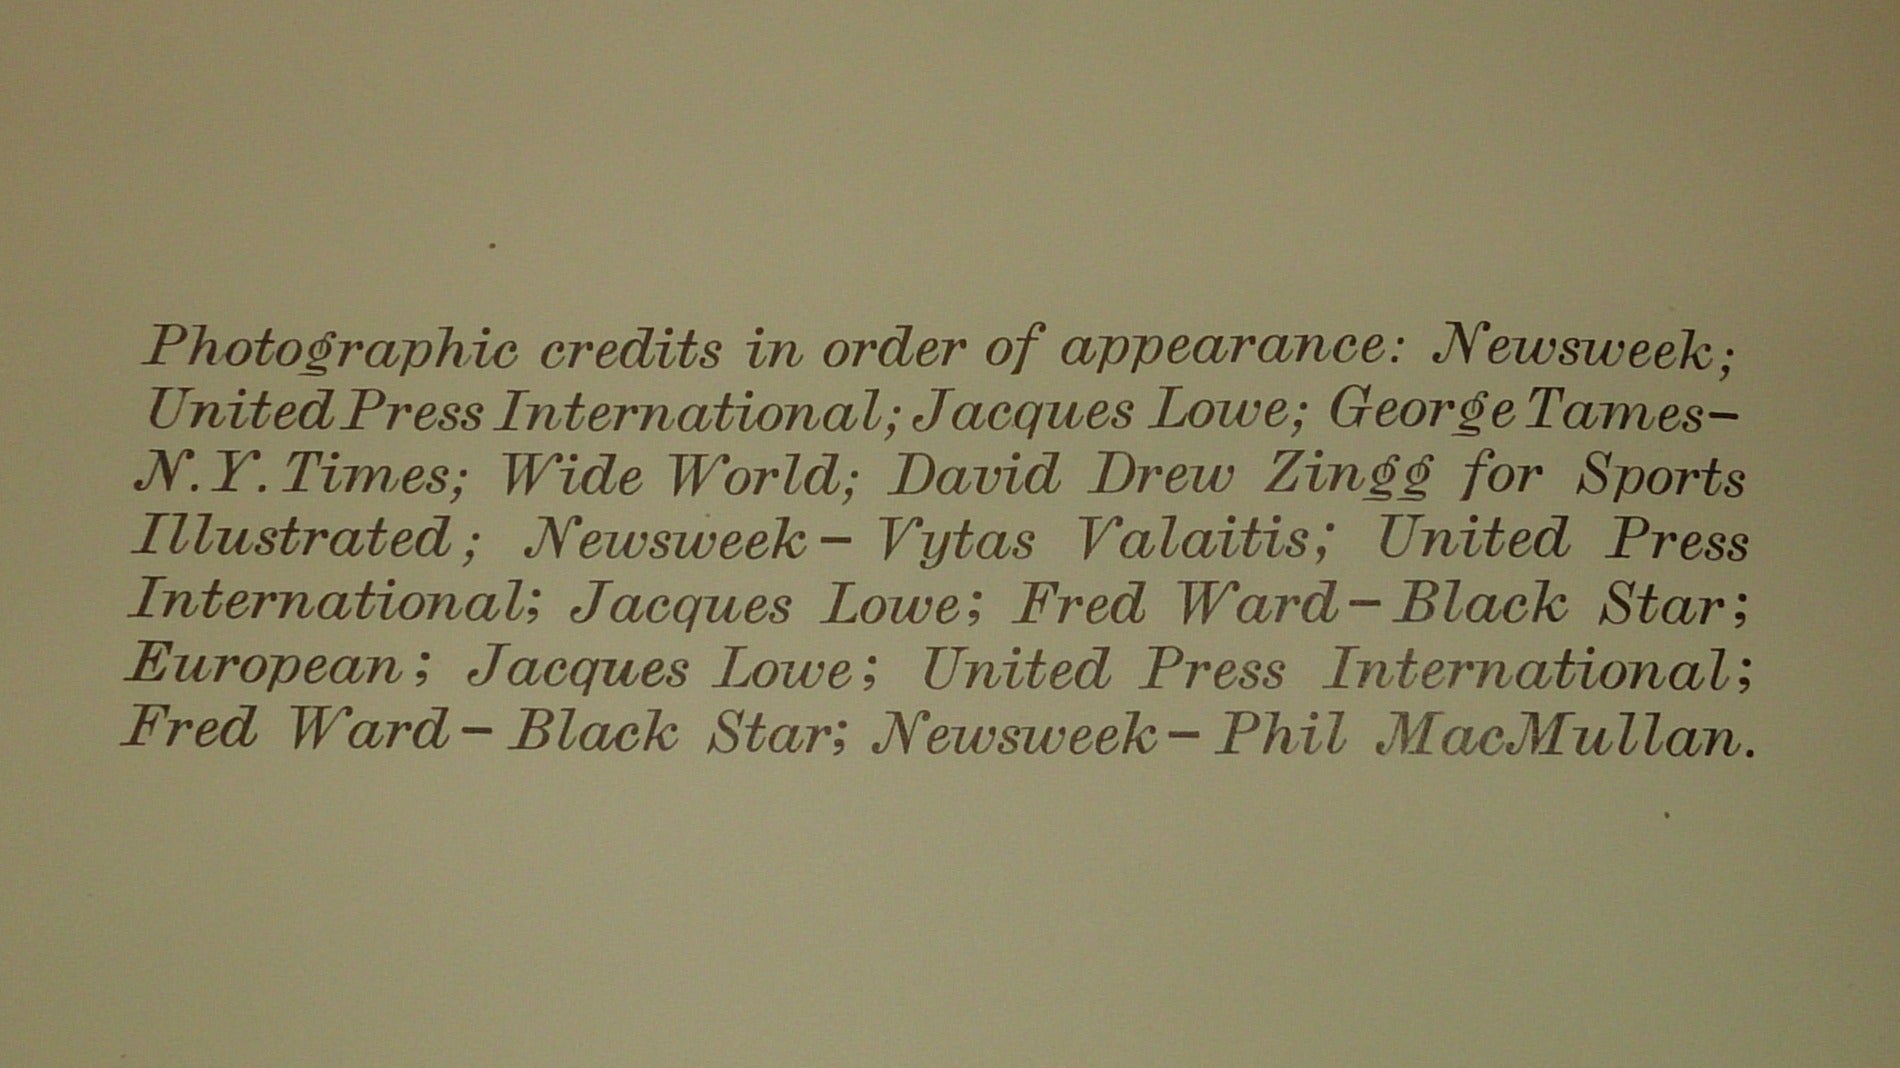 Photographic credits in order of appearance: Newsweek;
United Press International; Jacques Lowe; George Tames–
N.Y. Times; Wide World; David Drew Zingg for Sports
Illustrated; Newsweek – Vytas Valaitis; United Press
International; Jacques Lowe; Fred Ward – Black Star;
European; Jacques Lowe; United Press International;
Fred Ward – Black Star; Newsweek – Phil MacMullan.